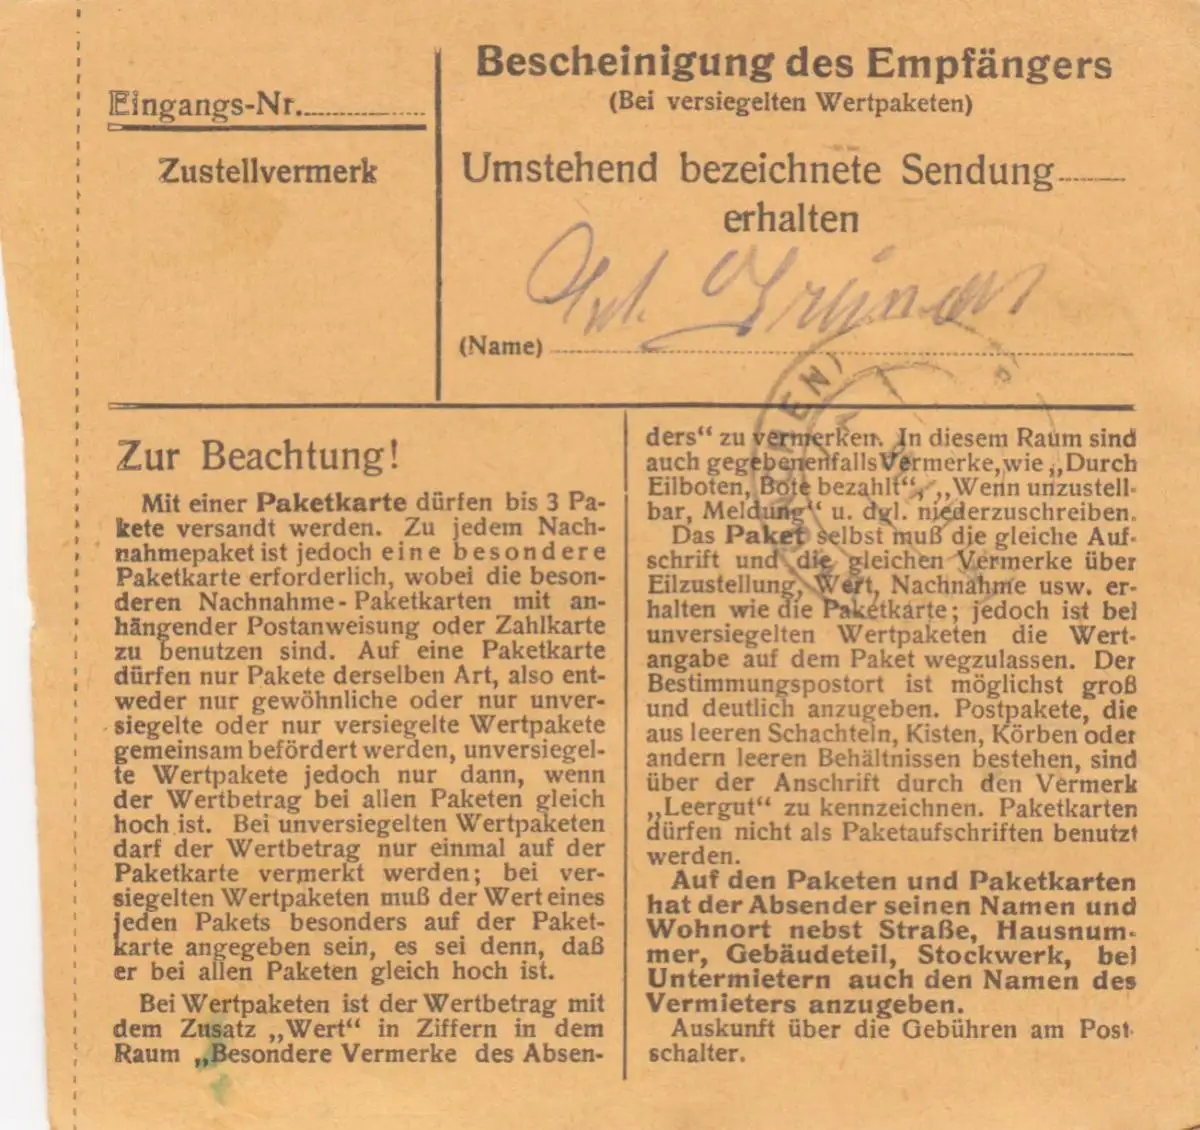 Eingangs-Nr.
Zustellvermerk
Bescheinigung des Empfängers
(Bei versiegelten Wertpaketen)
Umstehend bezeichnete Sendung
erhalten
(Name)
Zur Beachtung!
Mit einer Paketkarte dürfen bis 3 Pa-
kete versandt werden. Zu jedem Nach-
nahmepaket ist jedoch eine besondere
Paketkarte erforderlich, wobei die beson-
deren Nachnahme-Paketkarten mit an-
hängender Postanweisung oder Zahlkarte
zu benutzen sind. Auf eine Paketkarte
dürfen nur Pakete derselben Art, also ent-
weder nur gewöhnliche oder nur unver-
siegelte oder nur versiegelte Wertpakete
gemeinsam befördert werden, unversiegel-
te Wertpakete jedoch nur dann, wenn
der Wertbetrag bei allen Paketen gleich
hoch ist. Bei unversiegelten Wertpaketen
darf der Wertbetrag nur einmal auf der
Paketkarte vermerkt werden; bei ver-
siegelten Wertpaketen muß der Wert eines
jeden Pakets besonders auf der Paket-
karte angegeben sein, es sei denn, daß
er bei allen Paketen gleich hoch ist.
Bei Wertpaketen ist der Wertbetrag mit
dem Zusatz „Wert“ in Ziffern in dem
Raum „Besondere Vermerke des Absen-
ders“ zu vermerken. In diesem Raum sind
auch gegebenenfalls Vermerke, wie „Durch
Eilboten, Bote bezahlt“, „Wenn unzustell-
bar, Meldung“ u. dgl. niederzuschreiben.
Das Paket selbst muß die gleiche Auf-
schrift und die gleichen Vermerke über
Eilzustellung, Wert, Nachnahme usw. er-
halten wie die Paketkarte; jedoch ist bei
unversiegelten Wertpaketen die Wert-
angabe auf dem Paket wegzulassen. Der
Bestimmungspostort ist möglichst groß
und deutlich anzugeben. Postpakete, die
aus leeren Schachteln, Kisten, Körben oder
andern leeren Behältnissen bestehen, sind
über der Anschrift durch den Vermerk
„Leergut“ zu kennzeichnen. Paketkarten
dürfen nicht als Paketaufschriften benutzt
werden.
Auf den Paketen und Paketkarten
hat der Absender seinen Namen und
Wohnort nebst Straße, Hausnum-
mer, Gebäudeteil, Stockwerk, bei
Untermietern auch den Namen des
Vermieters anzugeben.
Auskunft über die Gebühren am Post-
schalter.